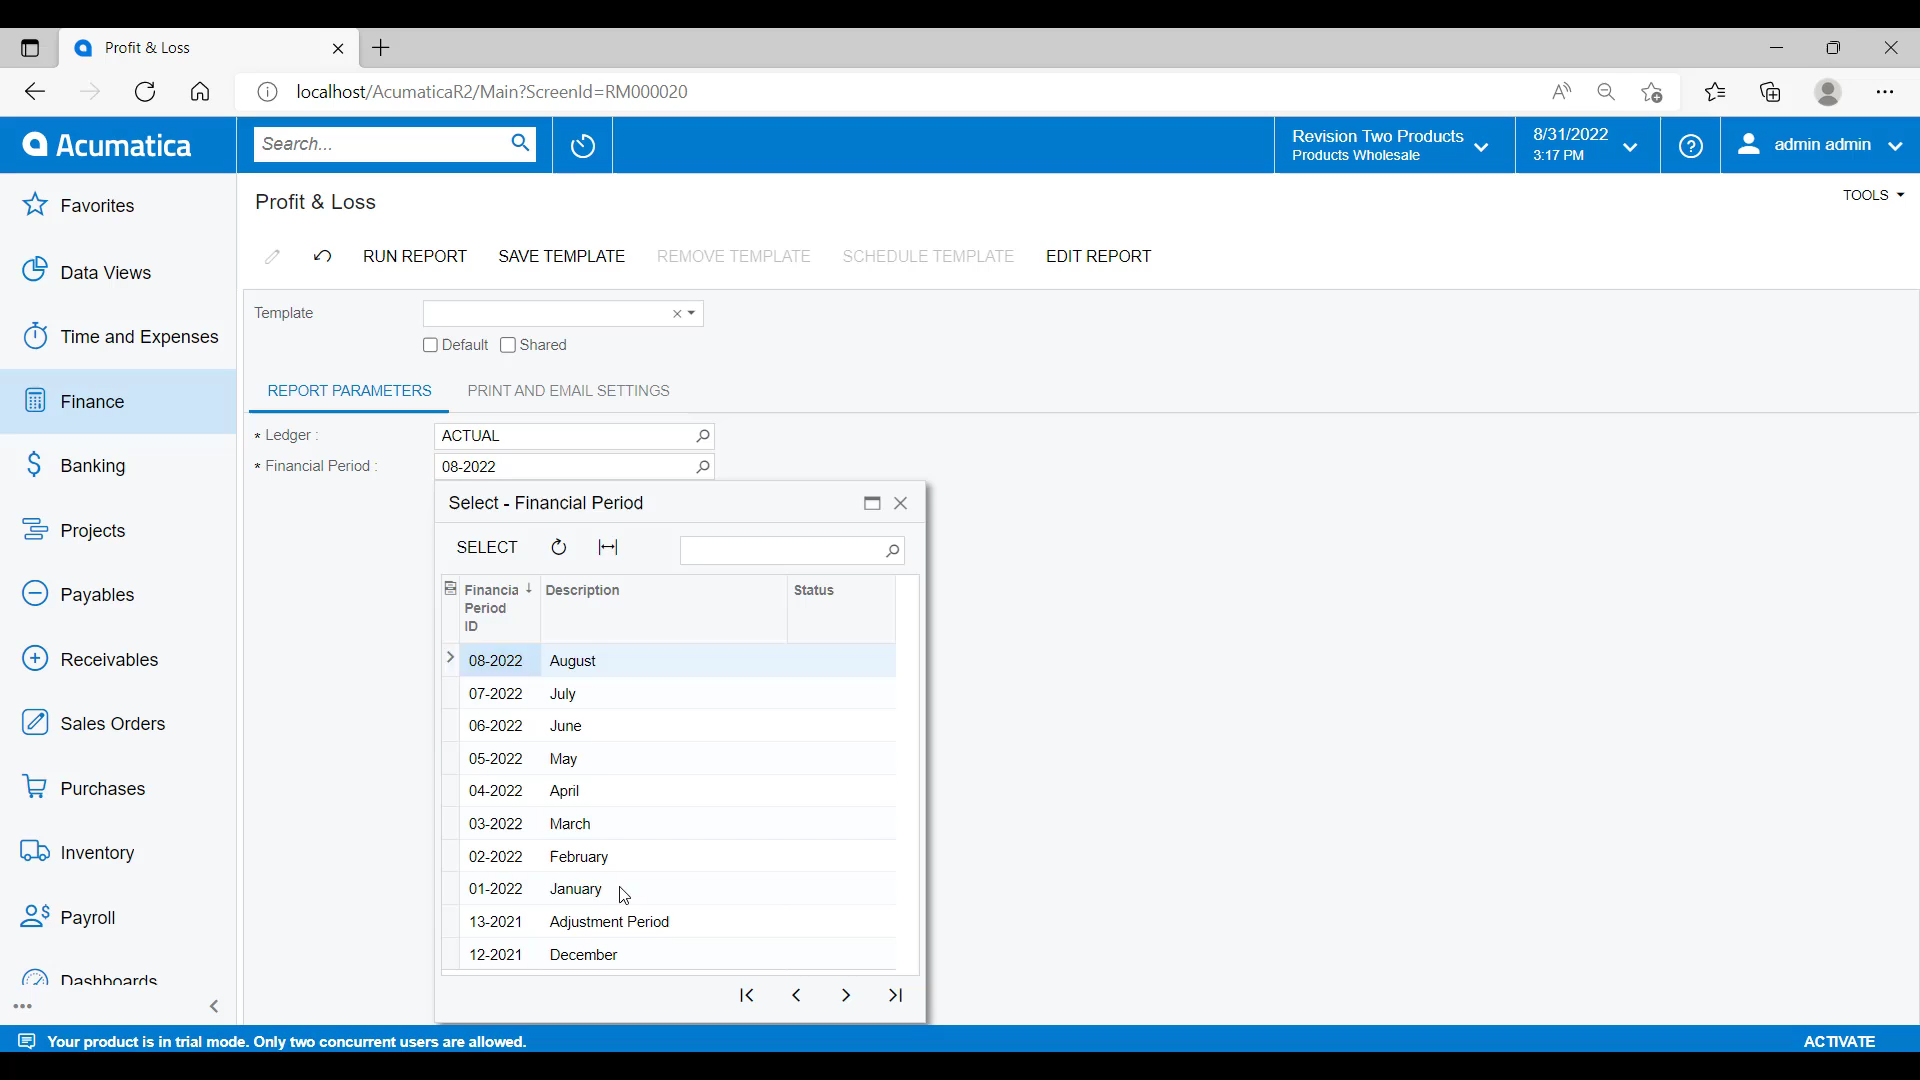 Profit & Loss
localhost/AcumaticaR2/Main?ScreenId=RM000020
Acumatica
Search...
Revision Two Products
Products Wholesale
8/31/2022
3:17 PM
admin admin
Favorites
Data Views
Time and Expenses
Finance
Banking
Projects
Payables
Receivables
Sales Orders
Purchases
Inventory
Payroll
Dashboards
Profit & Loss
TOOLS
RUN REPORT SAVE TEMPLATE REMOVE TEMPLATE SCHEDULE TEMPLATE EDIT REPORT
Template
Default Shared
REPORT PARAMETERS PRINT AND EMAIL SETTINGS
* Ledger : ACTUAL
* Financial Period : 08-2022
Select - Financial Period
SELECT
Financia Period ID Description Status
08-2022 August
07-2022 July
06-2022 June
05-2022 May
04-2022 April
03-2022 March
02-2022 February
01-2022 January
13-2021 Adjustment Period
12-2021 December
Your product is in trial mode. Only two concurrent users are allowed.
ACTIVATE